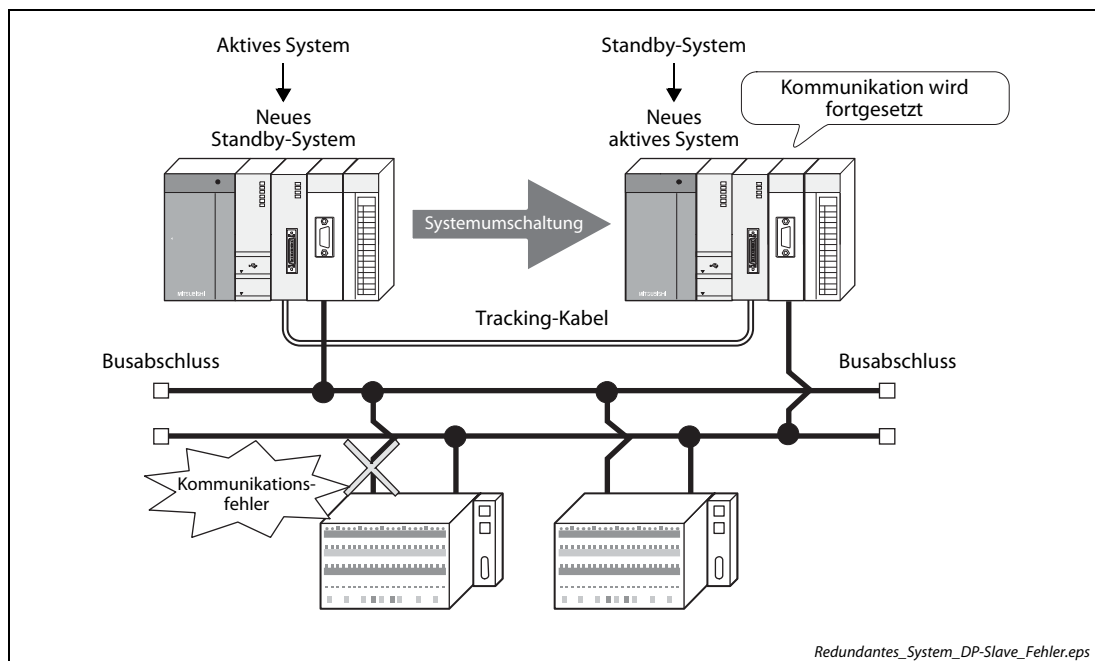 Aktives System
Standby-System
Neues
Standby-System
Neues
aktives System
Kommunikation wird
fortgesetzt
Systemumschaltung
Tracking-Kabel
Busabschluss
Busabschluss
Kommunikations-
fehler
Redundantes_System_DP-Slave_Fehler.eps